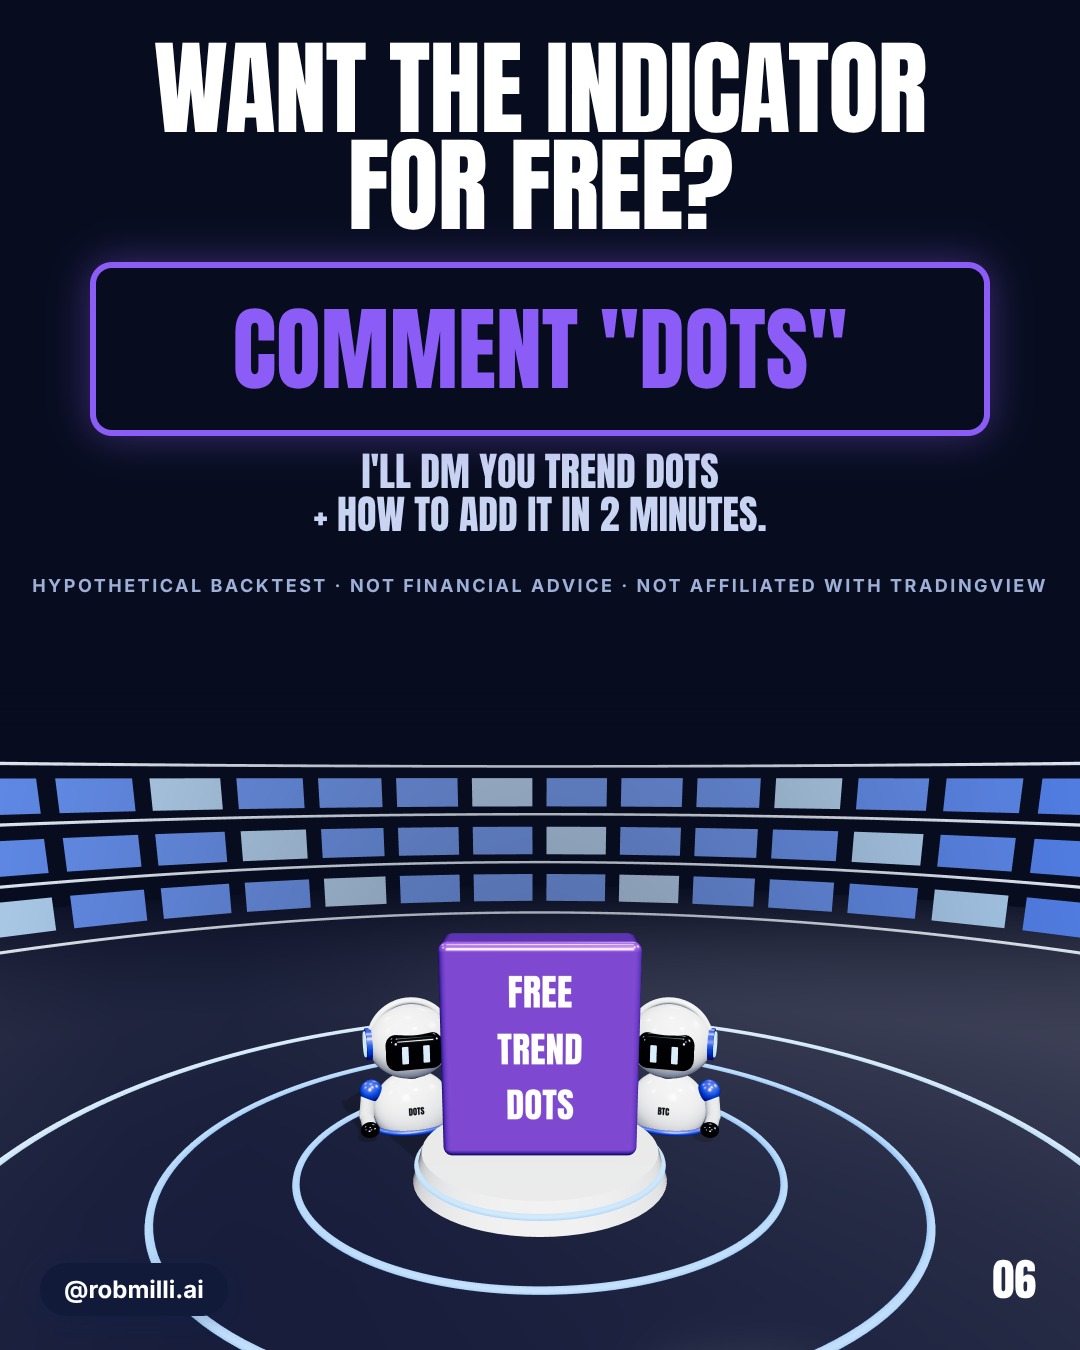 WANT THE INDICATOR
FOR FREE?
COMMENT "DOTS"
I'LL DM YOU TREND DOTS
+ HOW TO ADD IT IN 2 MINUTES.
HYPOTHETICAL BACKTEST · NOT FINANCIAL ADVICE · NOT AFFILIATED WITH TRADINGVIEW
FREE
TREND
DOTS
DOTS
BTC
@robmilli.ai
06